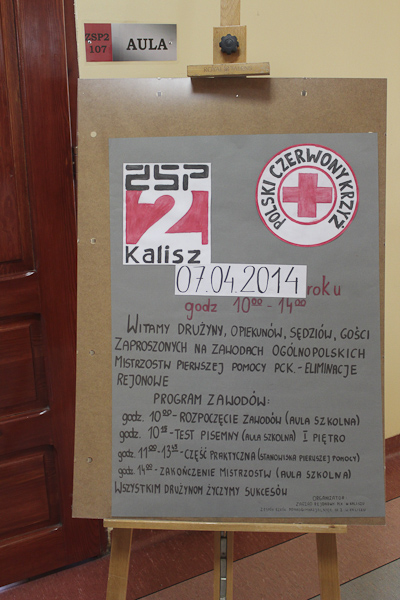 ZSP2
107
AULA
ZSP
2
Kalisz
POLSKI CZERWONY KRZYŻ
07.04.2014 roku
godz 10⁰⁰ - 14⁰⁰
WITAMY DRUŻYNY, OPIEKUNÓW, SĘDZIÓW, GOŚCI
ZAPROSZONYCH NA ZAWODACH OGÓLNOPOLSKICH
MISTRZOSTW PIERWSZEJ POMOCY PCK.- ELIMINACJE
REJONOWE
PROGRAM ZAWODÓW:
godz. 10⁰⁰ - ROZPOCZĘCIE ZAWODÓW (AULA SZKOLNA)
godz. 10¹⁵ - TEST PISEMNY (AULA SZKOLNA) I PIĘTRO
godz. 11⁰⁰ - 13⁴⁵ - CZĘŚĆ PRAKTYCZNA (STANOWISKA PIERWSZEJ POMOCY)
godz. 14⁰⁰ - ZAKOŃCZENIE MISTRZOSTW (AULA SZKOLNA)
WSZYSTKIM DRUŻYNOM ŻYCZYMY SUKCESÓW
ORGANIZATOR